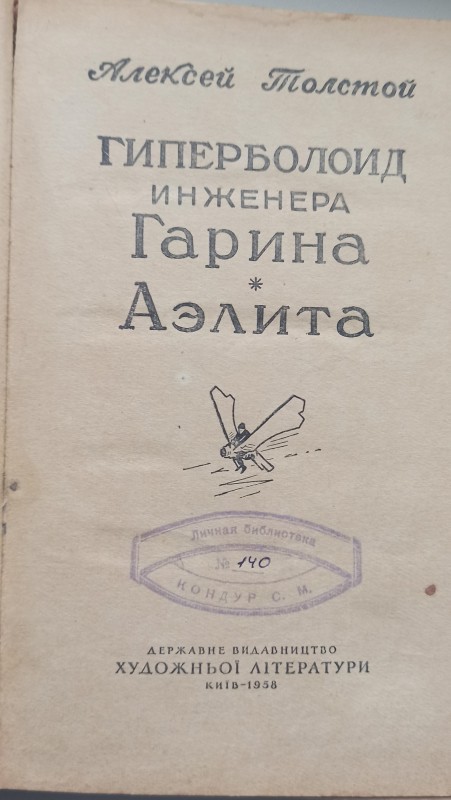 Алексей Толстой
ГИПЕРБОЛОИД
ИНЖЕНЕРА
Гарина
*
Аэлита
Личная библиотека
№ 140
КОНДУР С. М.
ДЕРЖАВНЕ ВИДАВНИЦТВО
ХУДОЖНЬОЇ ЛІТЕРАТУРИ
КИЇВ-1958